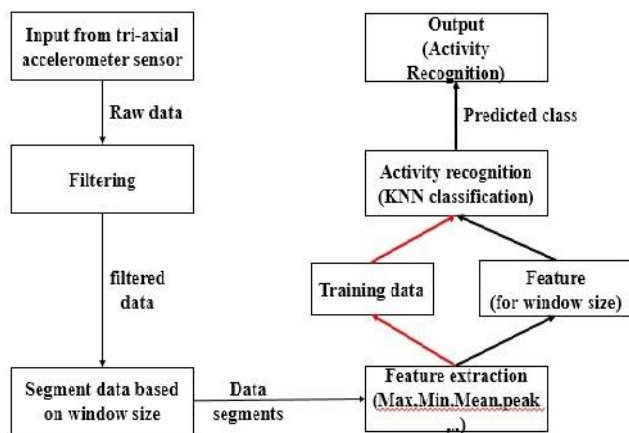 Input from tri-axial
accelerometer sensor
Raw data
Filtering
filtered
data
Segment data based
on window size
Data
segments
Feature extraction
(Max,Min,Mean,peak
...)
Training data
Feature
(for window size)
Activity recognition
(KNN classification)
Predicted class
Output
(Activity
Recognition)